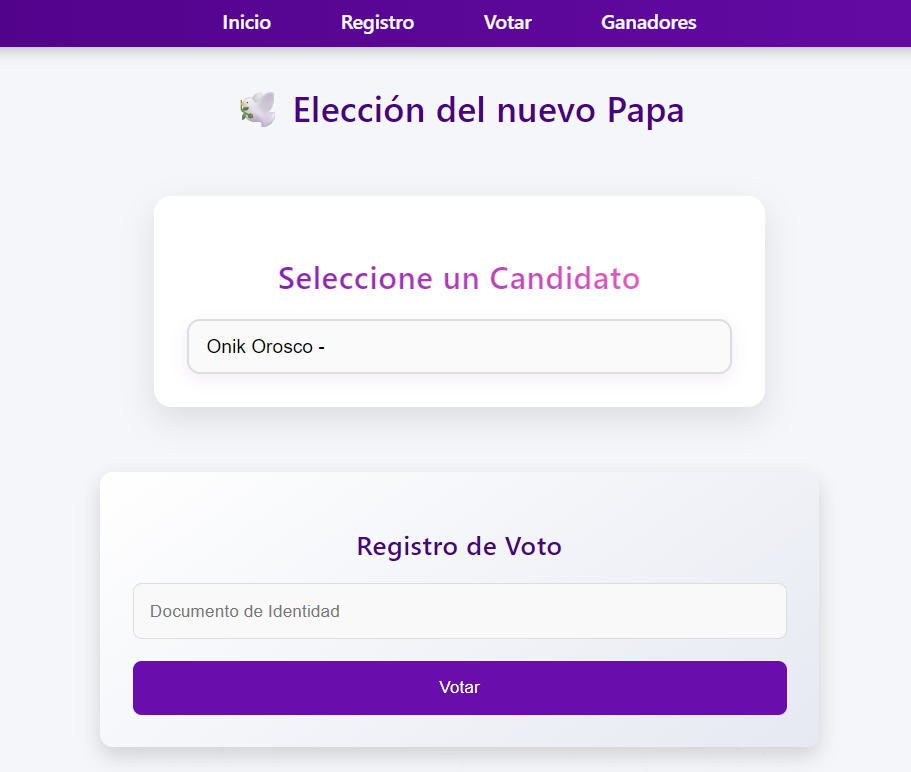 Inicio Registro Votar Ganadores
Elección del nuevo Papa
Seleccione un Candidato
Onik Orosco -
Registro de Voto
Documento de Identidad
Votar